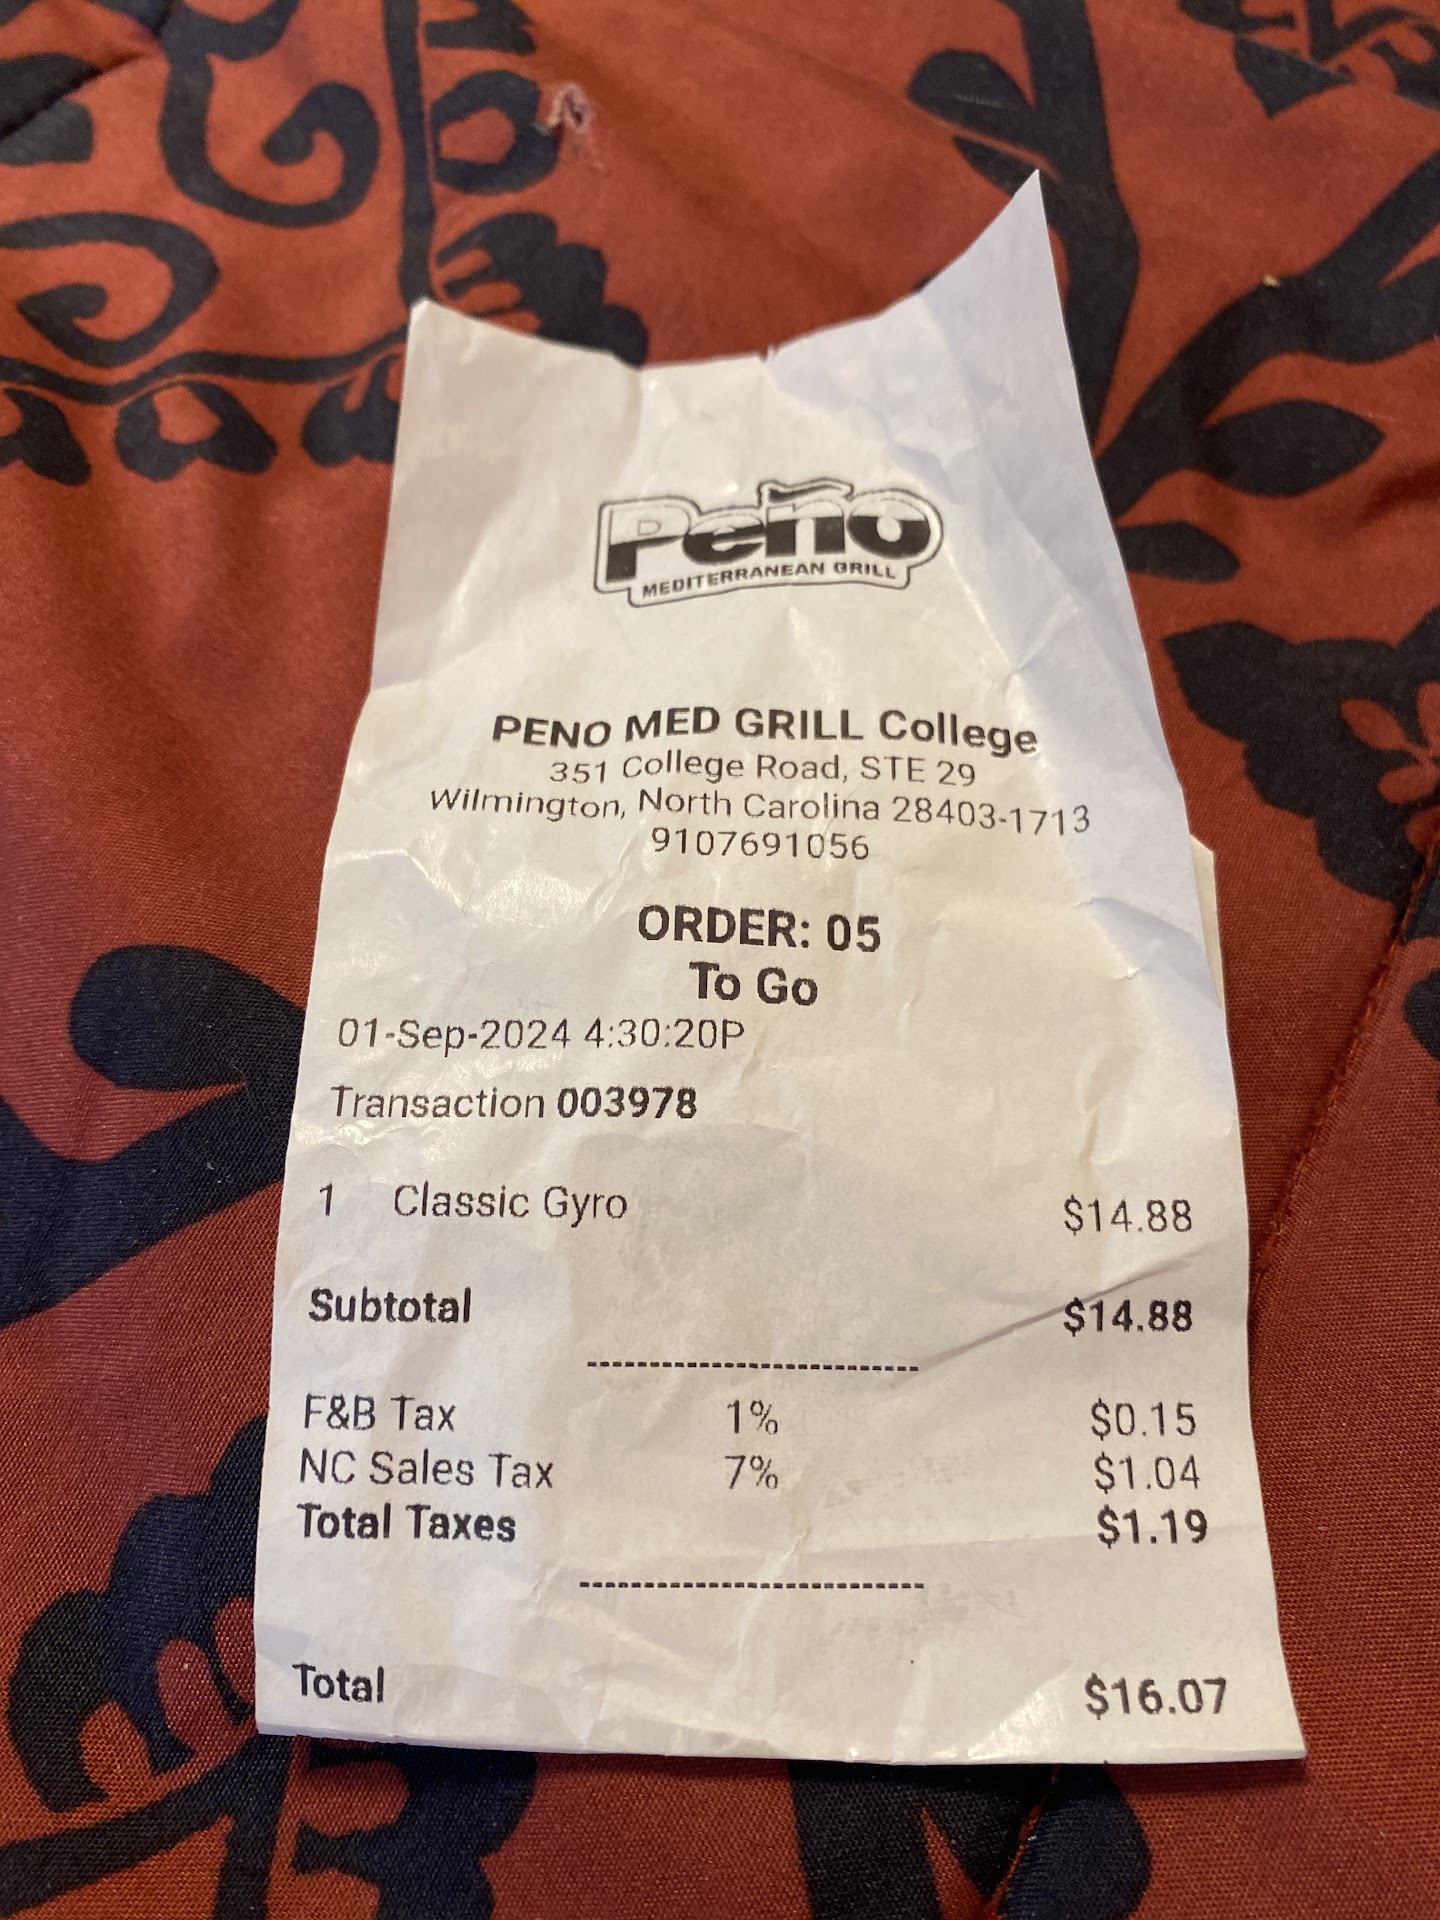 Peño
MEDITERRANEAN GRILL
PENO MED GRILL College
351 College Road, STE 29
Wilmington, North Carolina 28403-1713
9107691056
ORDER: 05
To Go
01-Sep-2024 4:30:20P
Transaction 003978
1 Classic Gyro $14.88
Subtotal $14.88
---------------------------
F&B Tax 1% $0.15
NC Sales Tax 7% $1.04
Total Taxes $1.19
---------------------------
Total $16.07